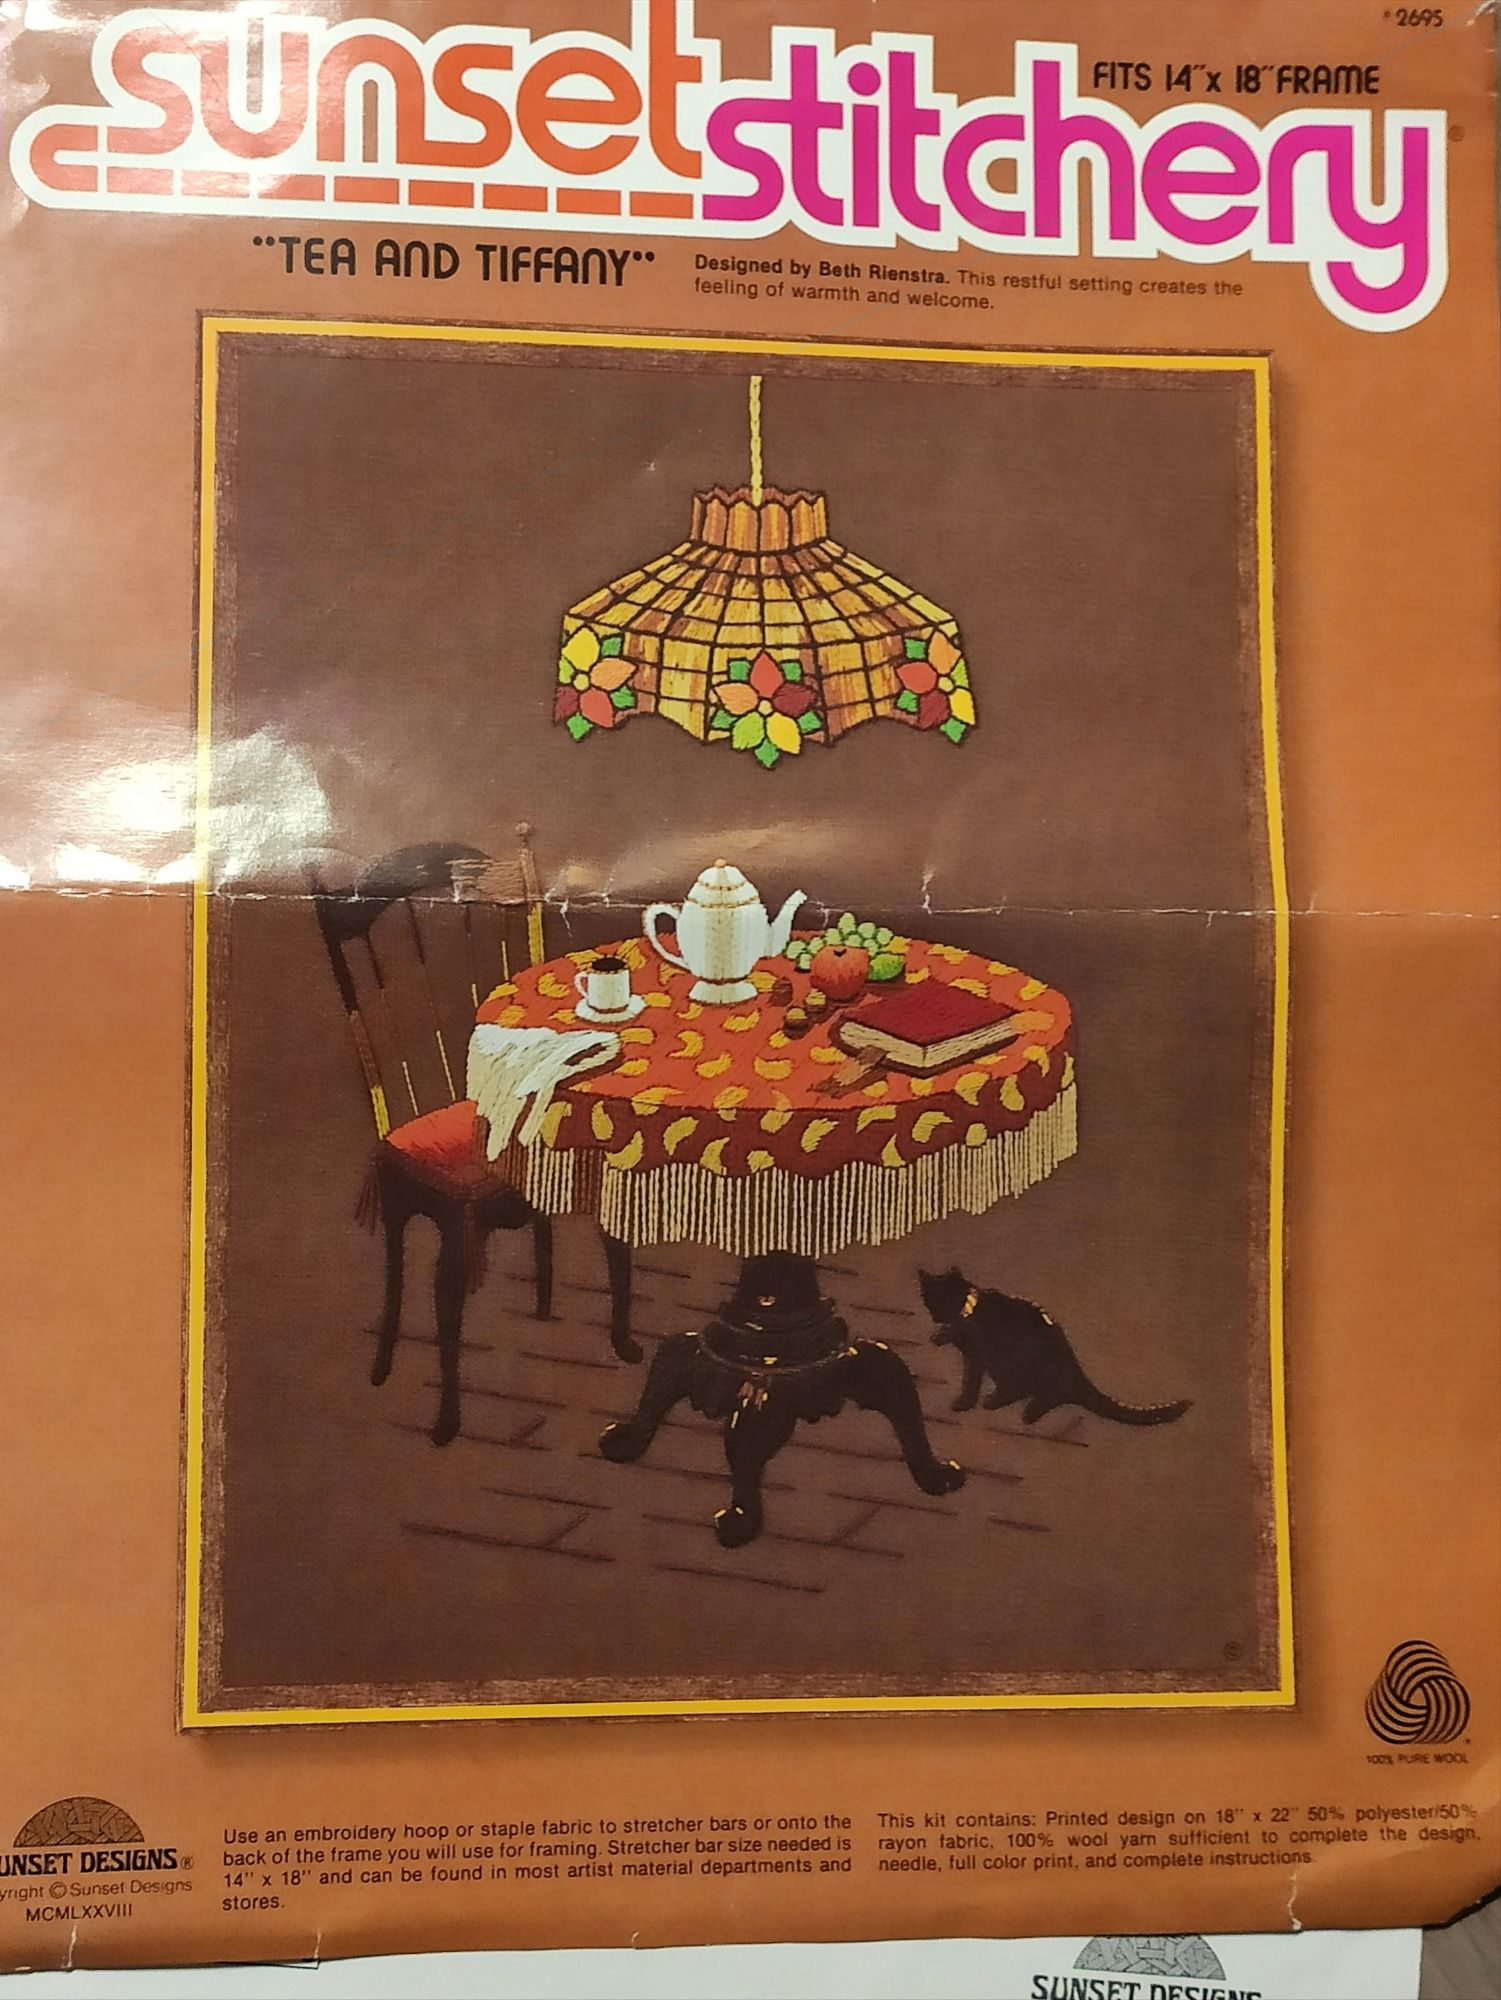 2695
FITS 14" x 18" FRAME
sunset stitchery ®
"TEA AND TIFFANY"
Designed by Beth Rienstra. This restful setting creates the
feeling of warmth and welcome.
©
100% PURE WOOL
UNSET DESIGNS®
yright © Sunset Designs
MCMLXXVIII
Use an embroidery hoop or staple fabric to stretcher bars or onto the
back of the frame you will use for framing. Stretcher bar size needed is
14" x 18" and can be found in most artist material departments and
stores.
This kit contains: Printed design on 18" x 22" 50% polyester/50%
rayon fabric, 100% wool yarn sufficient to complete the design,
needle, full color print, and complete instructions.
SUNSET DESIGNS